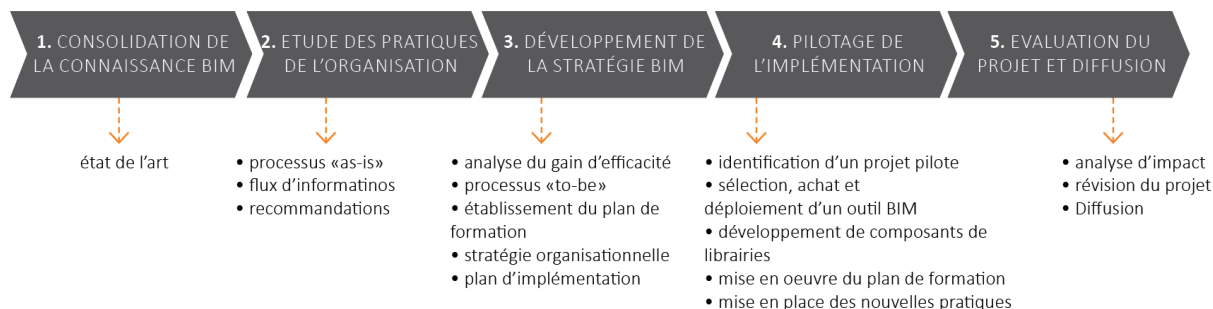 1. CONSOLIDATION DE
LA CONNAISSANCE BIM
2. ETUDE DES PRATIQUES
DE L'ORGANISATION
3. DÉVELOPPEMENT DE
LA STRATÉGIE BIM
4. PILOTAGE DE
L'IMPLÉMENTATION
5. EVALUATION DU
PROJET ET DIFFUSION
état de l'art
• processus «as-is»
• flux d'informatinos
• recommandations
• analyse du gain d'efficacité
• processus «to-be»
• établissement du plan de
formation
• stratégie organisationnelle
• plan d'implémentation
• identification d'un projet pilote
• sélection, achat et
déploiement d'un outil BIM
• développement de composants de
librairies
• mise en oeuvre du plan de formation
• mise en place des nouvelles pratiques
• analyse d'impact
• révision du projet
• Diffusion